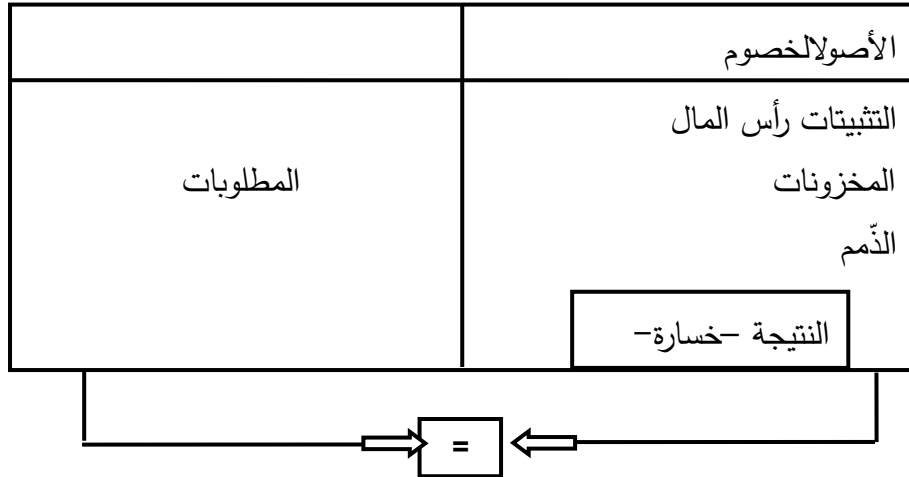 الأصولالخصوم
التثبيتات رأس المال
المخزونات
المطلوبات
الذّمم
النتيجة –خسارة-
=